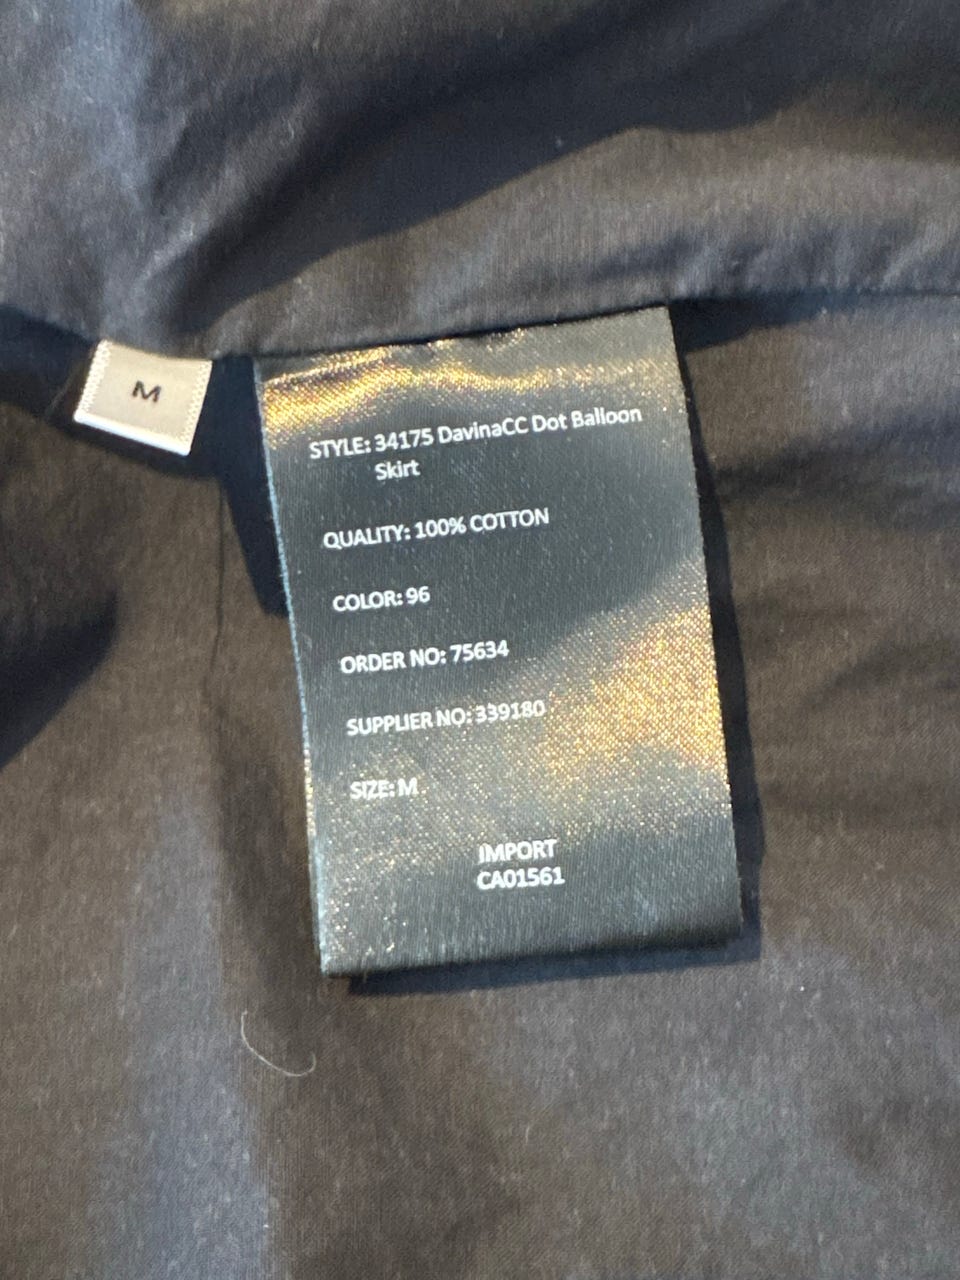 M
STYLE: 34175 DavinaCC Dot Balloon
Skirt
QUALITY: 100% COTTON
COLOR: 96
ORDER NO: 75634
SUPPLIER NO: 339180
SIZE: M
IMPORT
CA01561